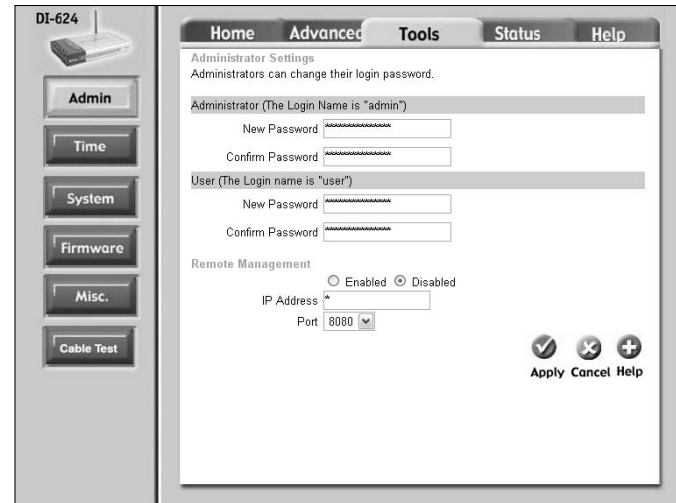 DI-624
Home Advanced Tools Status Help
Administrator Settings
Administrators can change their login password.
Admin
Administrator (The Login Name is "admin")
New Password ***************
Time
Confirm Password ***************
User (The Login name is "user")
System
New Password ***************
Confirm Password ***************
Firmware
Remote Management
Enabled Disabled
Misc.
IP Address *
Port 8080
Cable Test
Apply Cancel Help